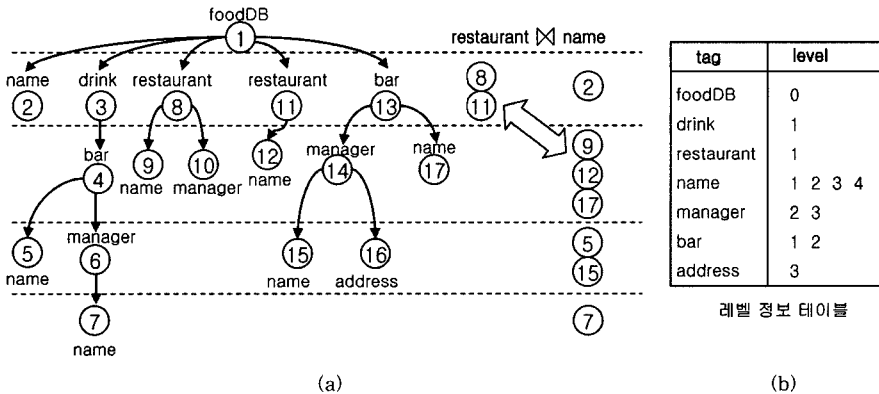 foodDB
1
restaurant ⋈ name
name drink restaurant restaurant bar
2 3 8 11 13
8
11
2
bar manager name
4 9 10 12 14 17
name manager name
9
12
17
manager
5 6 15 16
name name address
5
15
7
name
7
(a)
tag level
foodDB 0
drink 1
restaurant 1
name 1 2 3 4
manager 2 3
bar 1 2
address 3
레벨 정보 테이블
(b)